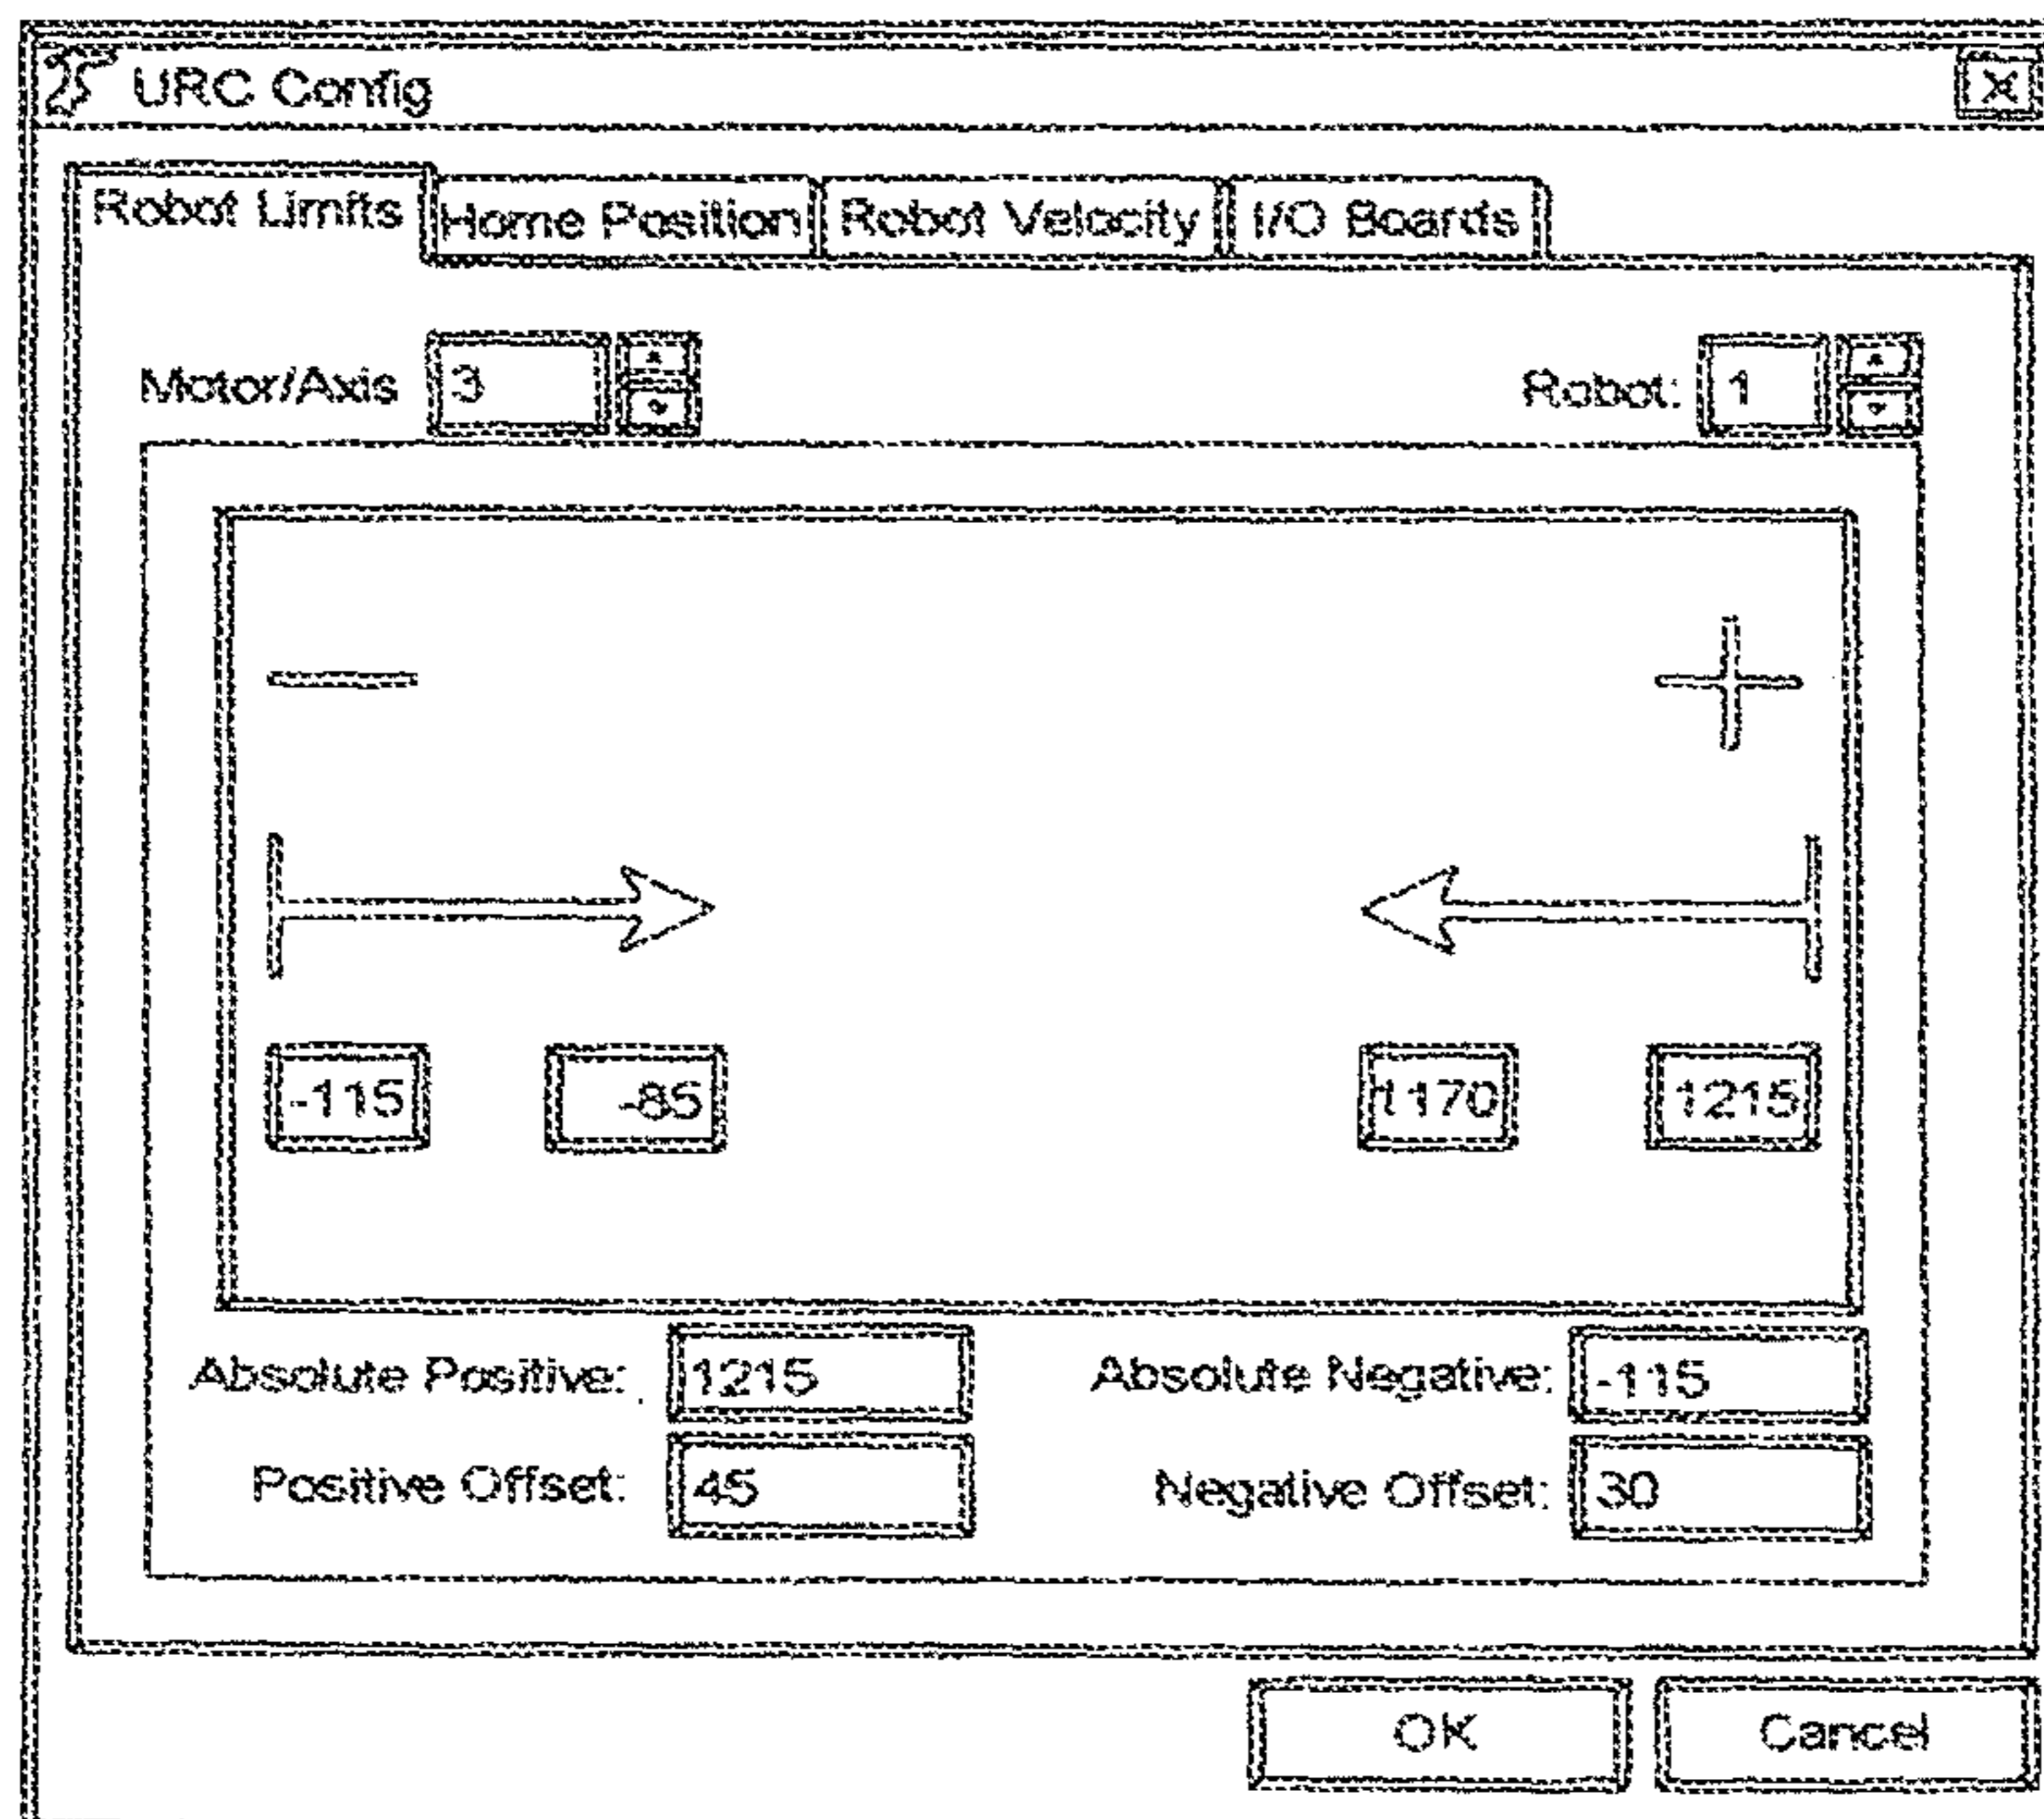 URC Config
Robot Limits Home Position Robot Velocity I/O Boards
Motor/Axis 3 Robot: 1
-115 -85 1170 1215
Absolute Positive: 1215 Absolute Negative: -115
Positive Offset: 45 Negative Offset: 30
OK Cancel